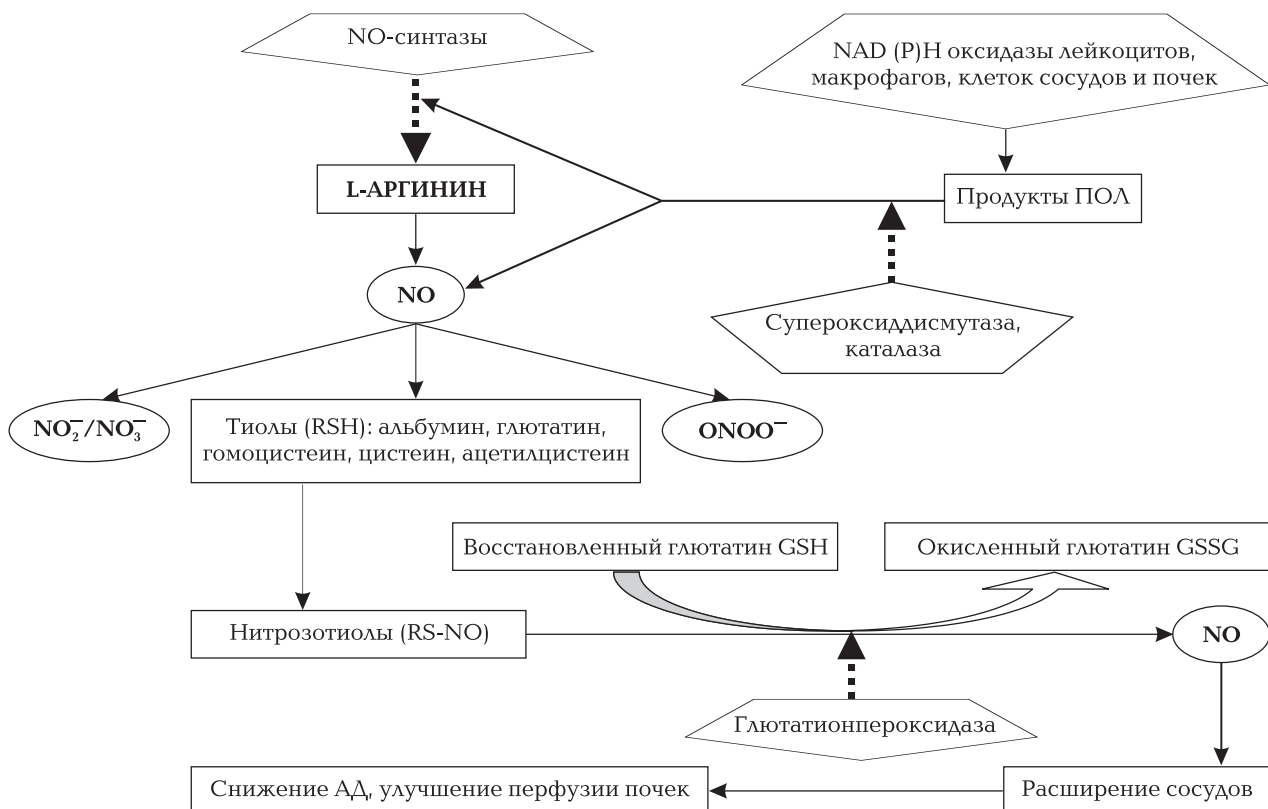 NO-синтазы
NAD (P)H оксидазы лейкоцитов,
макрофагов, клеток сосудов и почек
L-АРГИНИН
Продукты ПОЛ
NO
Супероксиддисмутаза,
каталаза
NO₂⁻/NO₃⁻
Тиолы (RSH): альбумин, глютатин,
гомоцистеин, цистеин, ацетилцистеин
ONOO⁻
Восстановленный глютатин GSH
Окисленный глютатин GSSG
Нитрозотиолы (RS-NO)
NO
Глютатионпероксидаза
Снижение АД, улучшение перфузии почек
Расширение сосудов